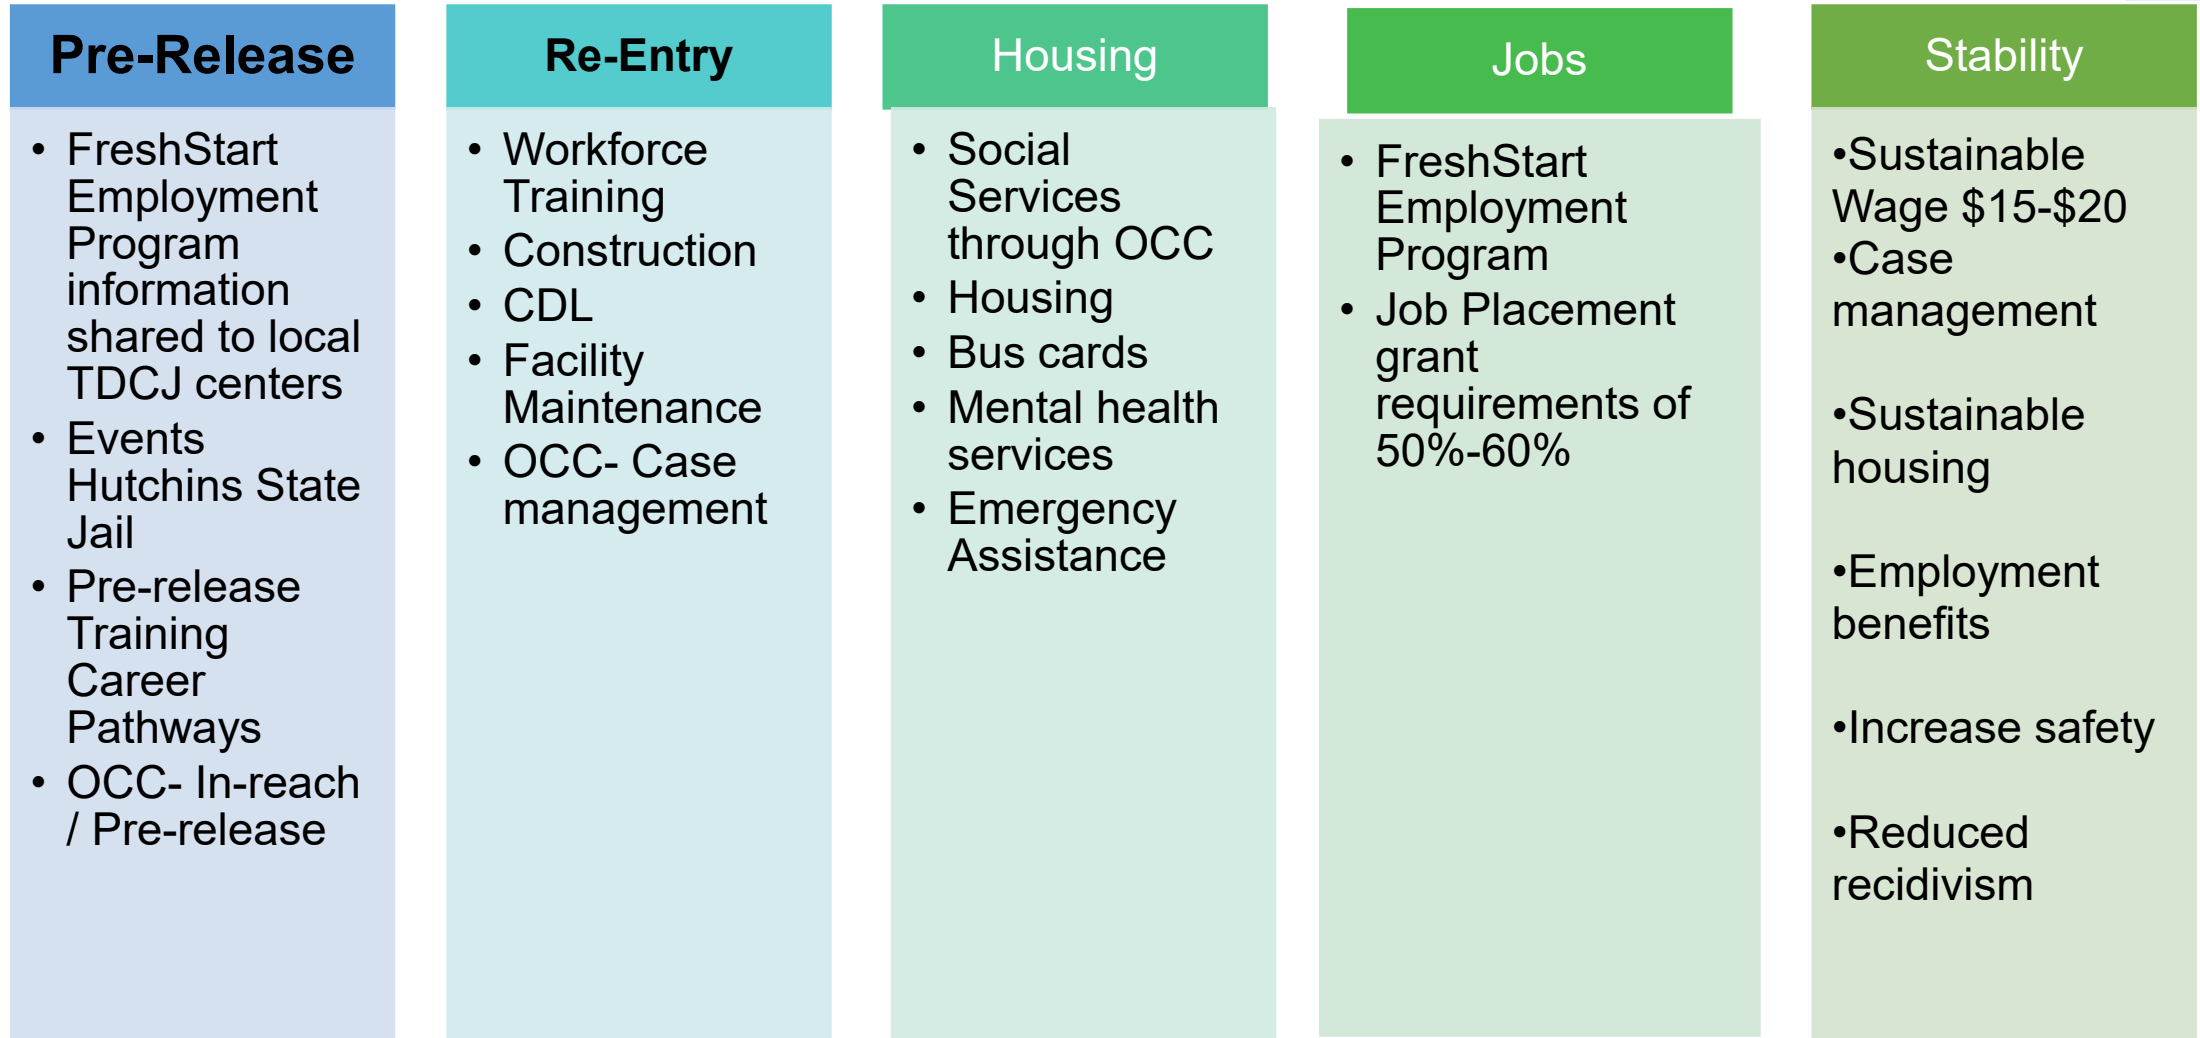 Pre-Release
• FreshStart
Employment
Program
information
shared to local
TDCJ centers
• Events
Hutchins State
Jail
• Pre-release
Training
Career
Pathways
• OCC- In-reach
/ Pre-release
Re-Entry
• Workforce
Training
• Construction
• CDL
• Facility
Maintenance
• OCC- Case
management
Housing
• Social
Services
through OCC
• Housing
• Bus cards
• Mental health
services
• Emergency
Assistance
Jobs
• FreshStart
Employment
Program
• Job Placement
grant
requirements of
50%-60%
Stability
•Sustainable
Wage $15-$20
•Case
management
•Sustainable
housing
•Employment
benefits
•Increase safety
•Reduced
recidivism